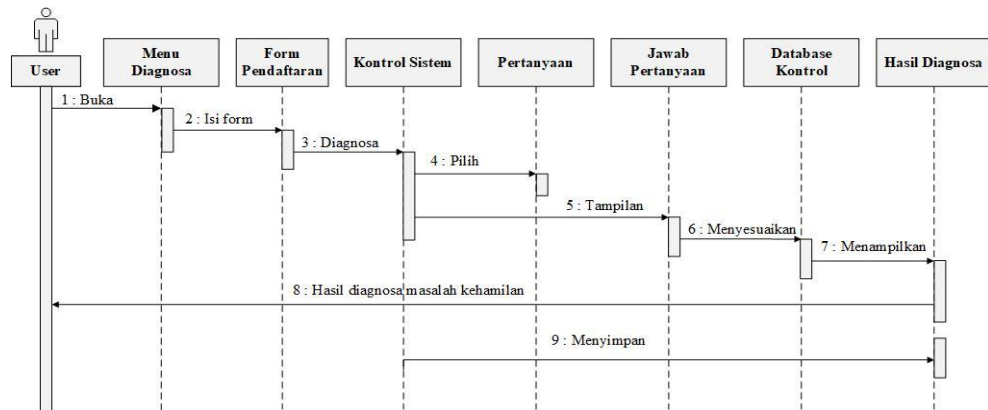 User
Menu
Diagnosa
Form
Pendaftaran
Kontrol Sistem
Pertanyaan
Jawab
Pertanyaan
Database
Kontrol
Hasil Diagnosa
1 : Buka
2 : Isi form
3 : Diagnosa
4 : Pilih
5 : Tampilan
6 : Menyesuaikan
7 : Menampilkan
8 : Hasil diagnosa masalah kehamilan
9 : Menyimpan